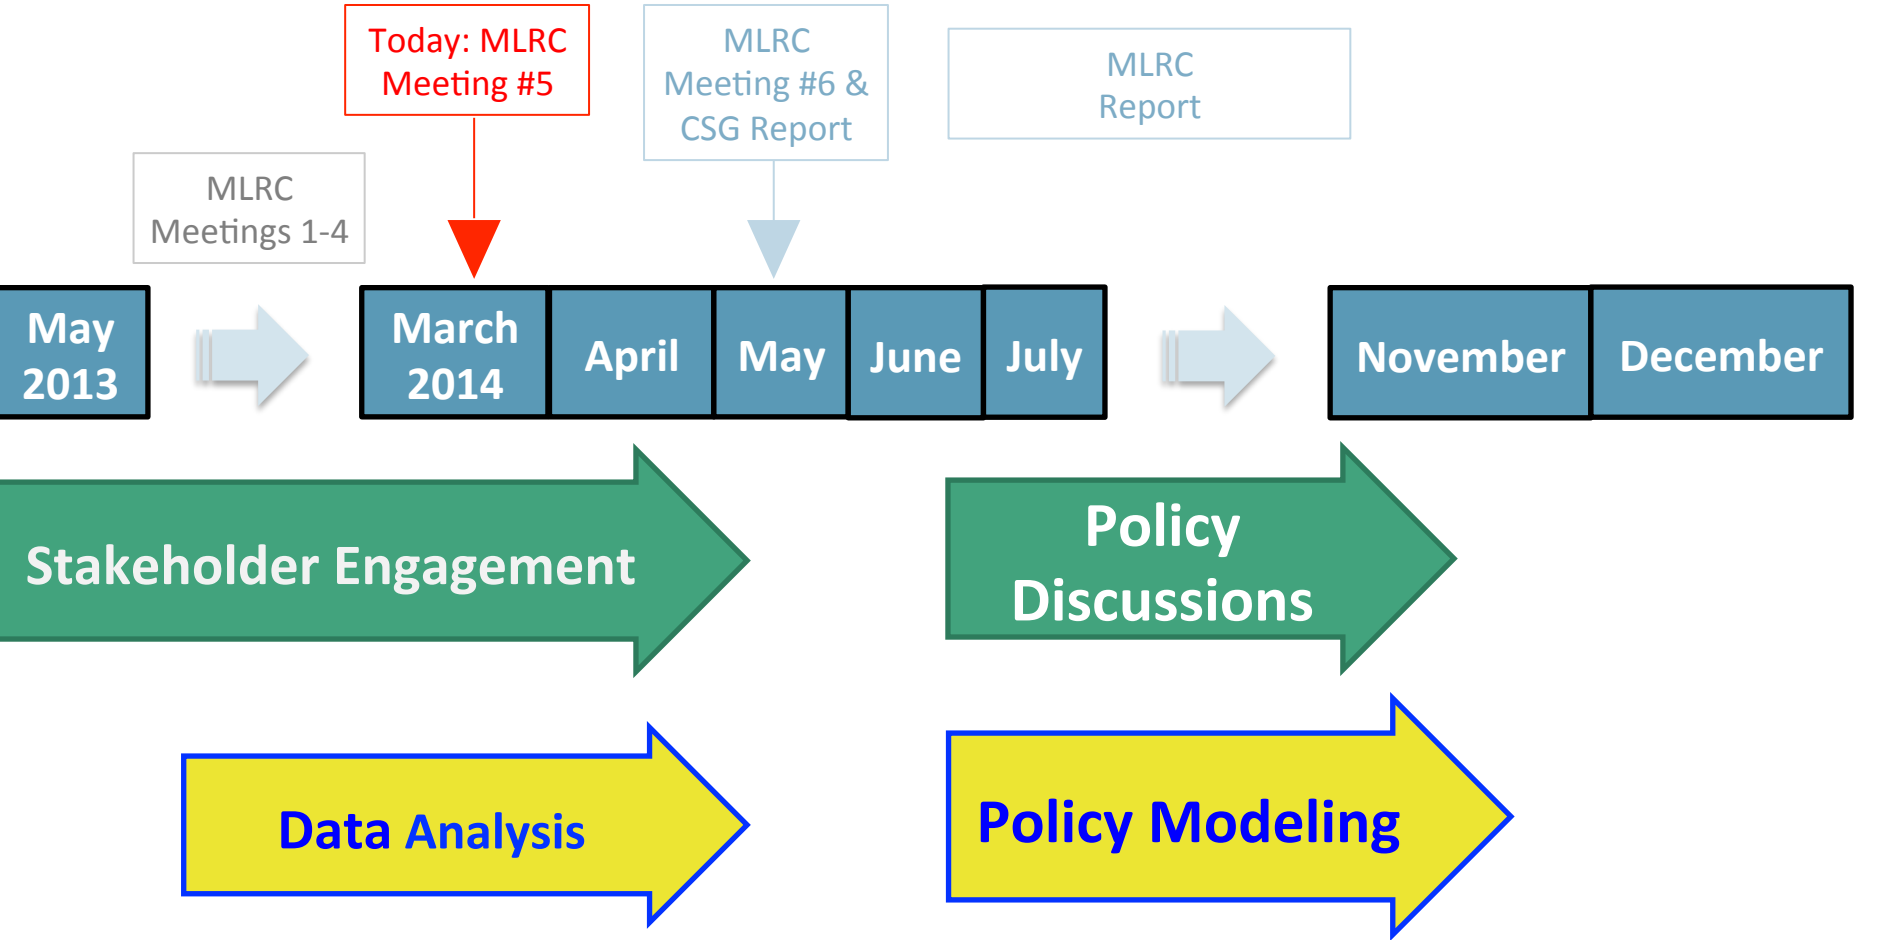 Today: MLRC
Meeting #5
MLRC
Meeting #6 &
CSG Report
MLRC
Report
MLRC
Meetings 1-4
May
2013
March
2014
April
May
June
July
November
December
Stakeholder Engagement
Policy
Discussions
Data Analysis
Policy Modeling